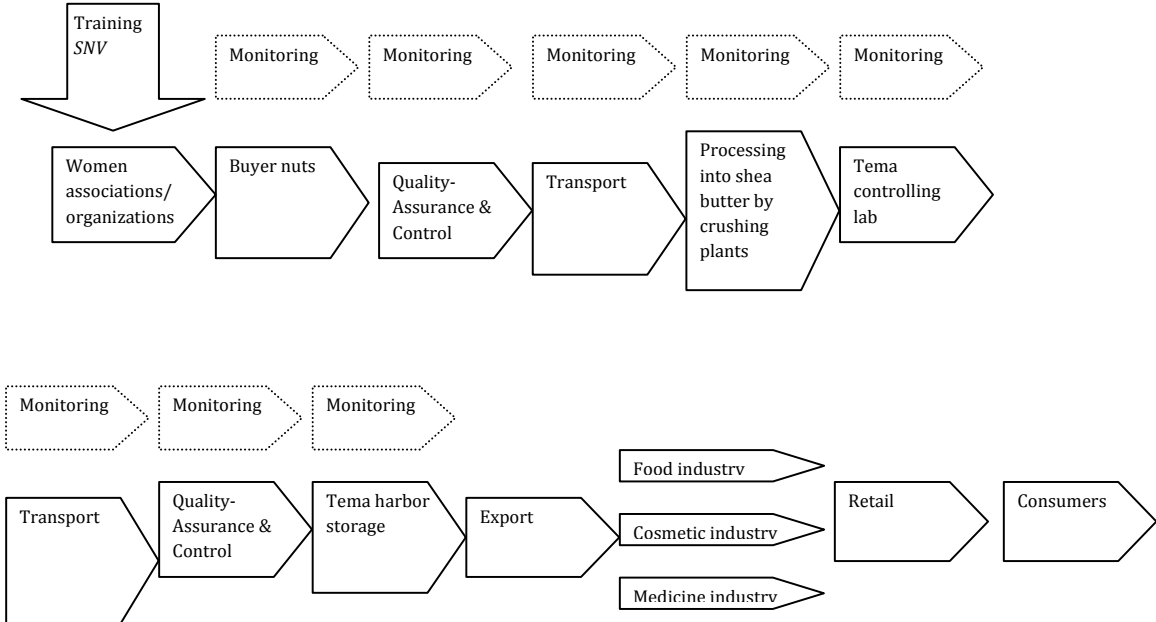 Training
SNV
Monitoring
Monitoring
Monitoring
Monitoring
Monitoring
Women
associations/
organizations
Buyer nuts
Quality-
Assurance &
Control
Transport
Processing
into shea
butter by
crushing
plants
Tema
controlling
lab
Monitoring
Monitoring
Monitoring
Transport
Quality-
Assurance &
Control
Tema harbor
storage
Export
Food industry
Cosmetic industry
Medicine industry
Retail
Consumers